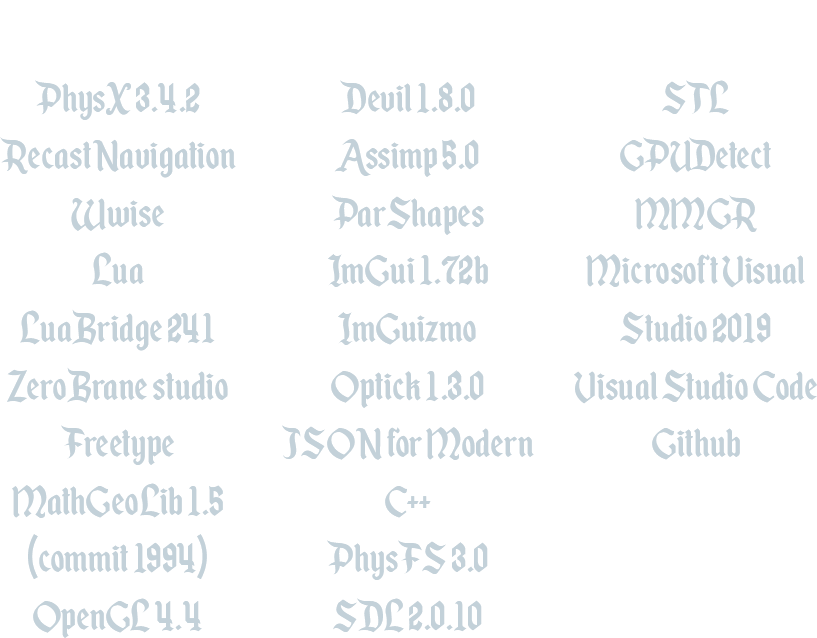 PhysX 3.4.2
Recast Navigation
Wwise
Lua
LuaBridge 241
ZeroBrane studio
Freetype
MathGeoLib 1.5
(commit 1994)
OpenGL 4.4
Devil 1.8.0
Assimp 5.0
Par Shapes
ImGui 1.72b
ImGuizmo
Optick 1.3.0
JSON for Modern
C++
PhysFS 3.0
SDL 2.0.10
STL
GPUDetect
MMGR
Microsoft Visual
Studio 2019
Visual Studio Code
Github